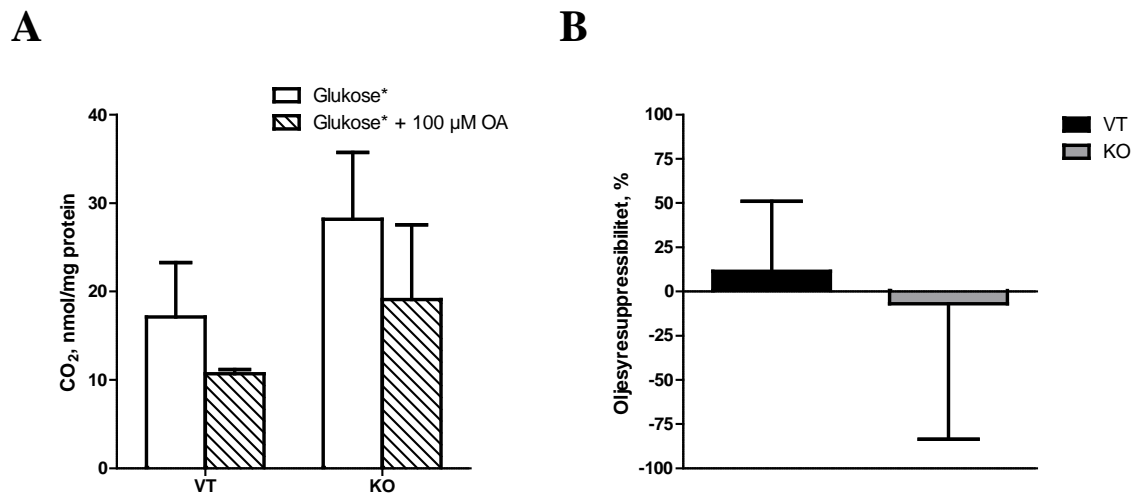 A
Glukose*
Glukose* + 100 µM OA
CO₂, nmol/mg protein
40
30
20
10
0
VT
KO
B
VT
KO
Oljesyresuppressibilitet, %
100
75
50
25
0
-25
-50
-75
-100